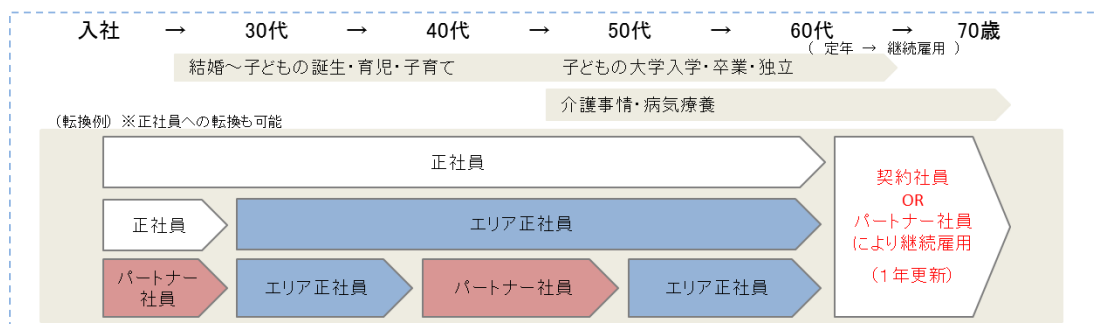 入社 → 30代 → 40代 → 50代 → 60代 → 70歳
（ 定年 → 継続雇用 ）
結婚～子どもの誕生・育児・子育て 子どもの大学入学・卒業・独立
介護事情・病気療養
（転換例）※正社員への転換も可能
正社員
正社員
エリア正社員
パートナー
社員
エリア正社員
パートナー社員
エリア正社員
契約社員
OR
パートナー社員
により継続雇用
（１年更新）